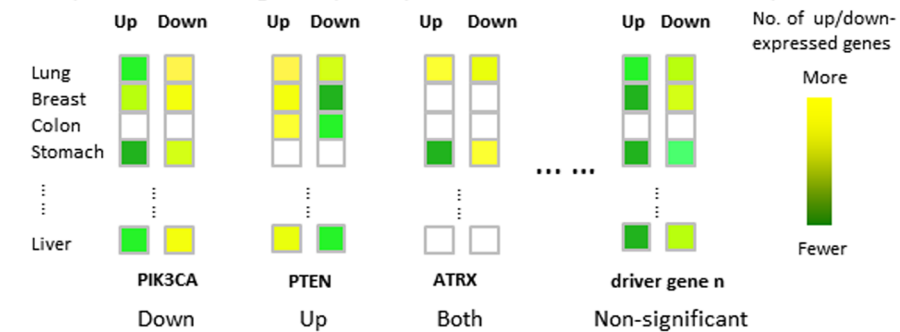 Up Down Up Down Up Down Up Down
No. of up/down-
expressed genes
More
Lung
Breast
Colon
Stomach
... ...
Liver
Fewer
PIK3CA PTEN ATRX driver gene n
Down Up Both Non-significant